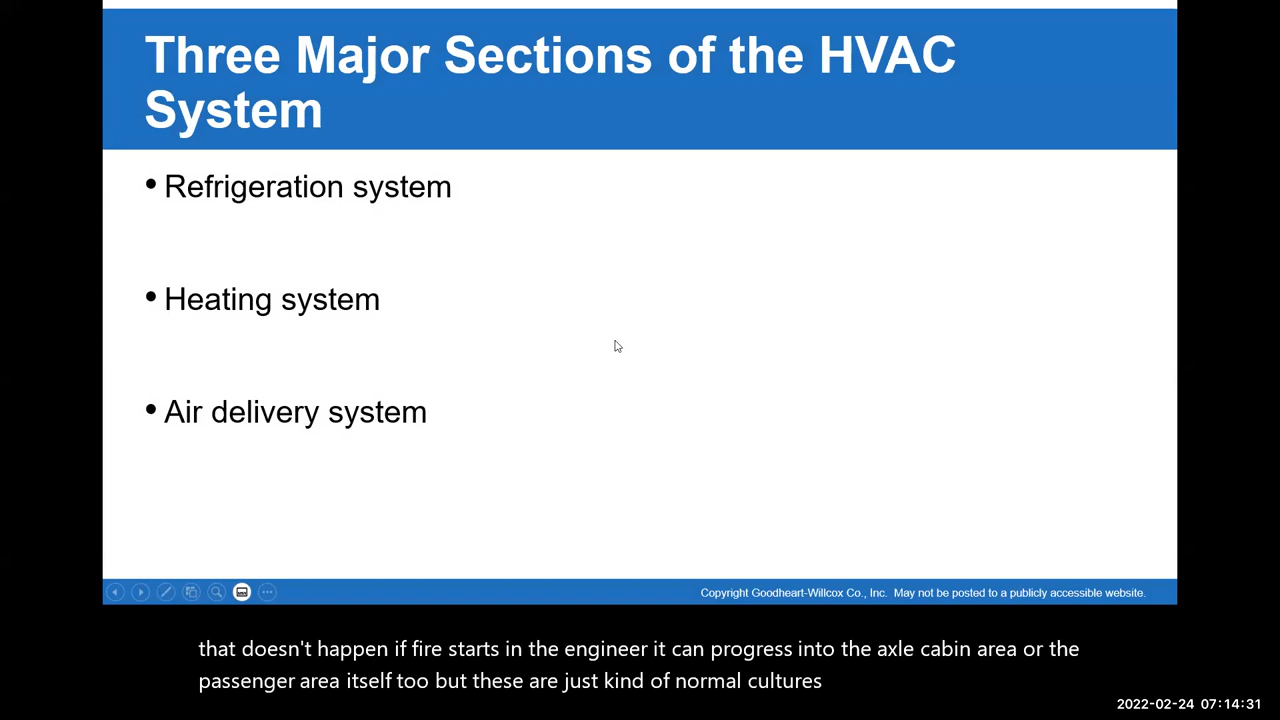 Three Major Sections of the HVAC
System
• Refrigeration system
• Heating system
• Air delivery system
Copyright Goodheart-Willcox Co., Inc.  May not be posted to a publicly accessible website.
that doesn't happen if fire starts in the engineer it can progress into the axle cabin area or the
passenger area itself too but these are just kind of normal cultures
2022-02-24 07:14:31